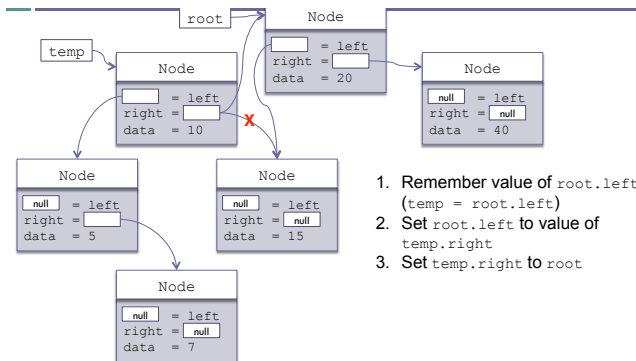 root
Node
= left
right =
data = 20
temp
Node
= left
right =
data = 10
X
Node
null = left
right = null
data = 40
Node
null = left
right =
data = 5
Node
null = left
right = null
data = 15
Node
null = left
right = null
data = 7
1. Remember value of root.left
(temp = root.left)
2. Set root.left to value of
temp.right
3. Set temp.right to root